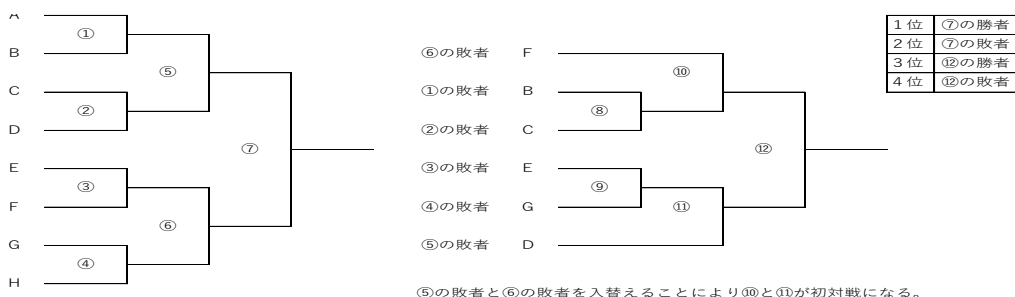 A
①
B
⑤
C
②
D
⑦
E
③
F
⑥
G
④
H
⑥の敗者 F
⑩
①の敗者 B
⑧
②の敗者 C
⑫
③の敗者 E
⑨
④の敗者 G
⑪
⑤の敗者 D
1位 ⑦の勝者
2位 ⑦の敗者
3位 ⑫の勝者
4位 ⑫の敗者
⑤の敗者と⑥の敗者を入替えることにより⑩と⑪が初対戦になる。